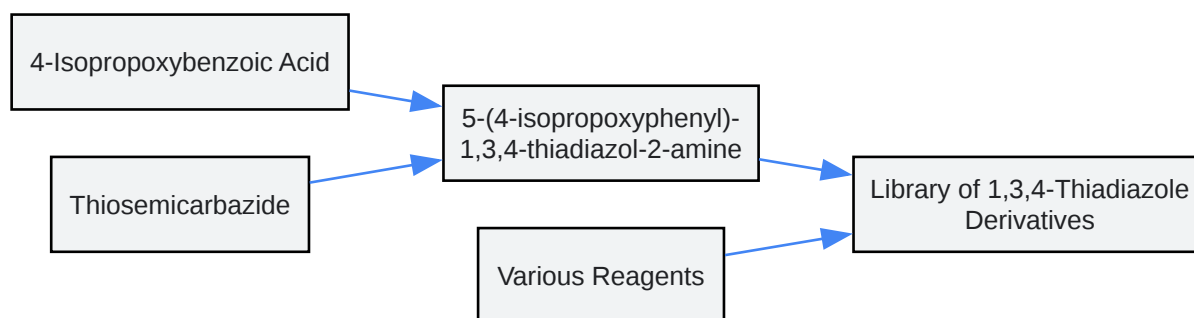 4-Isopropoxybenzoic Acid
Thiosemicarbazide
5-(4-isopropoxyphenyl)-
1,3,4-thiadiazol-2-amine
Various Reagents
Library of 1,3,4-Thiadiazole
Derivatives